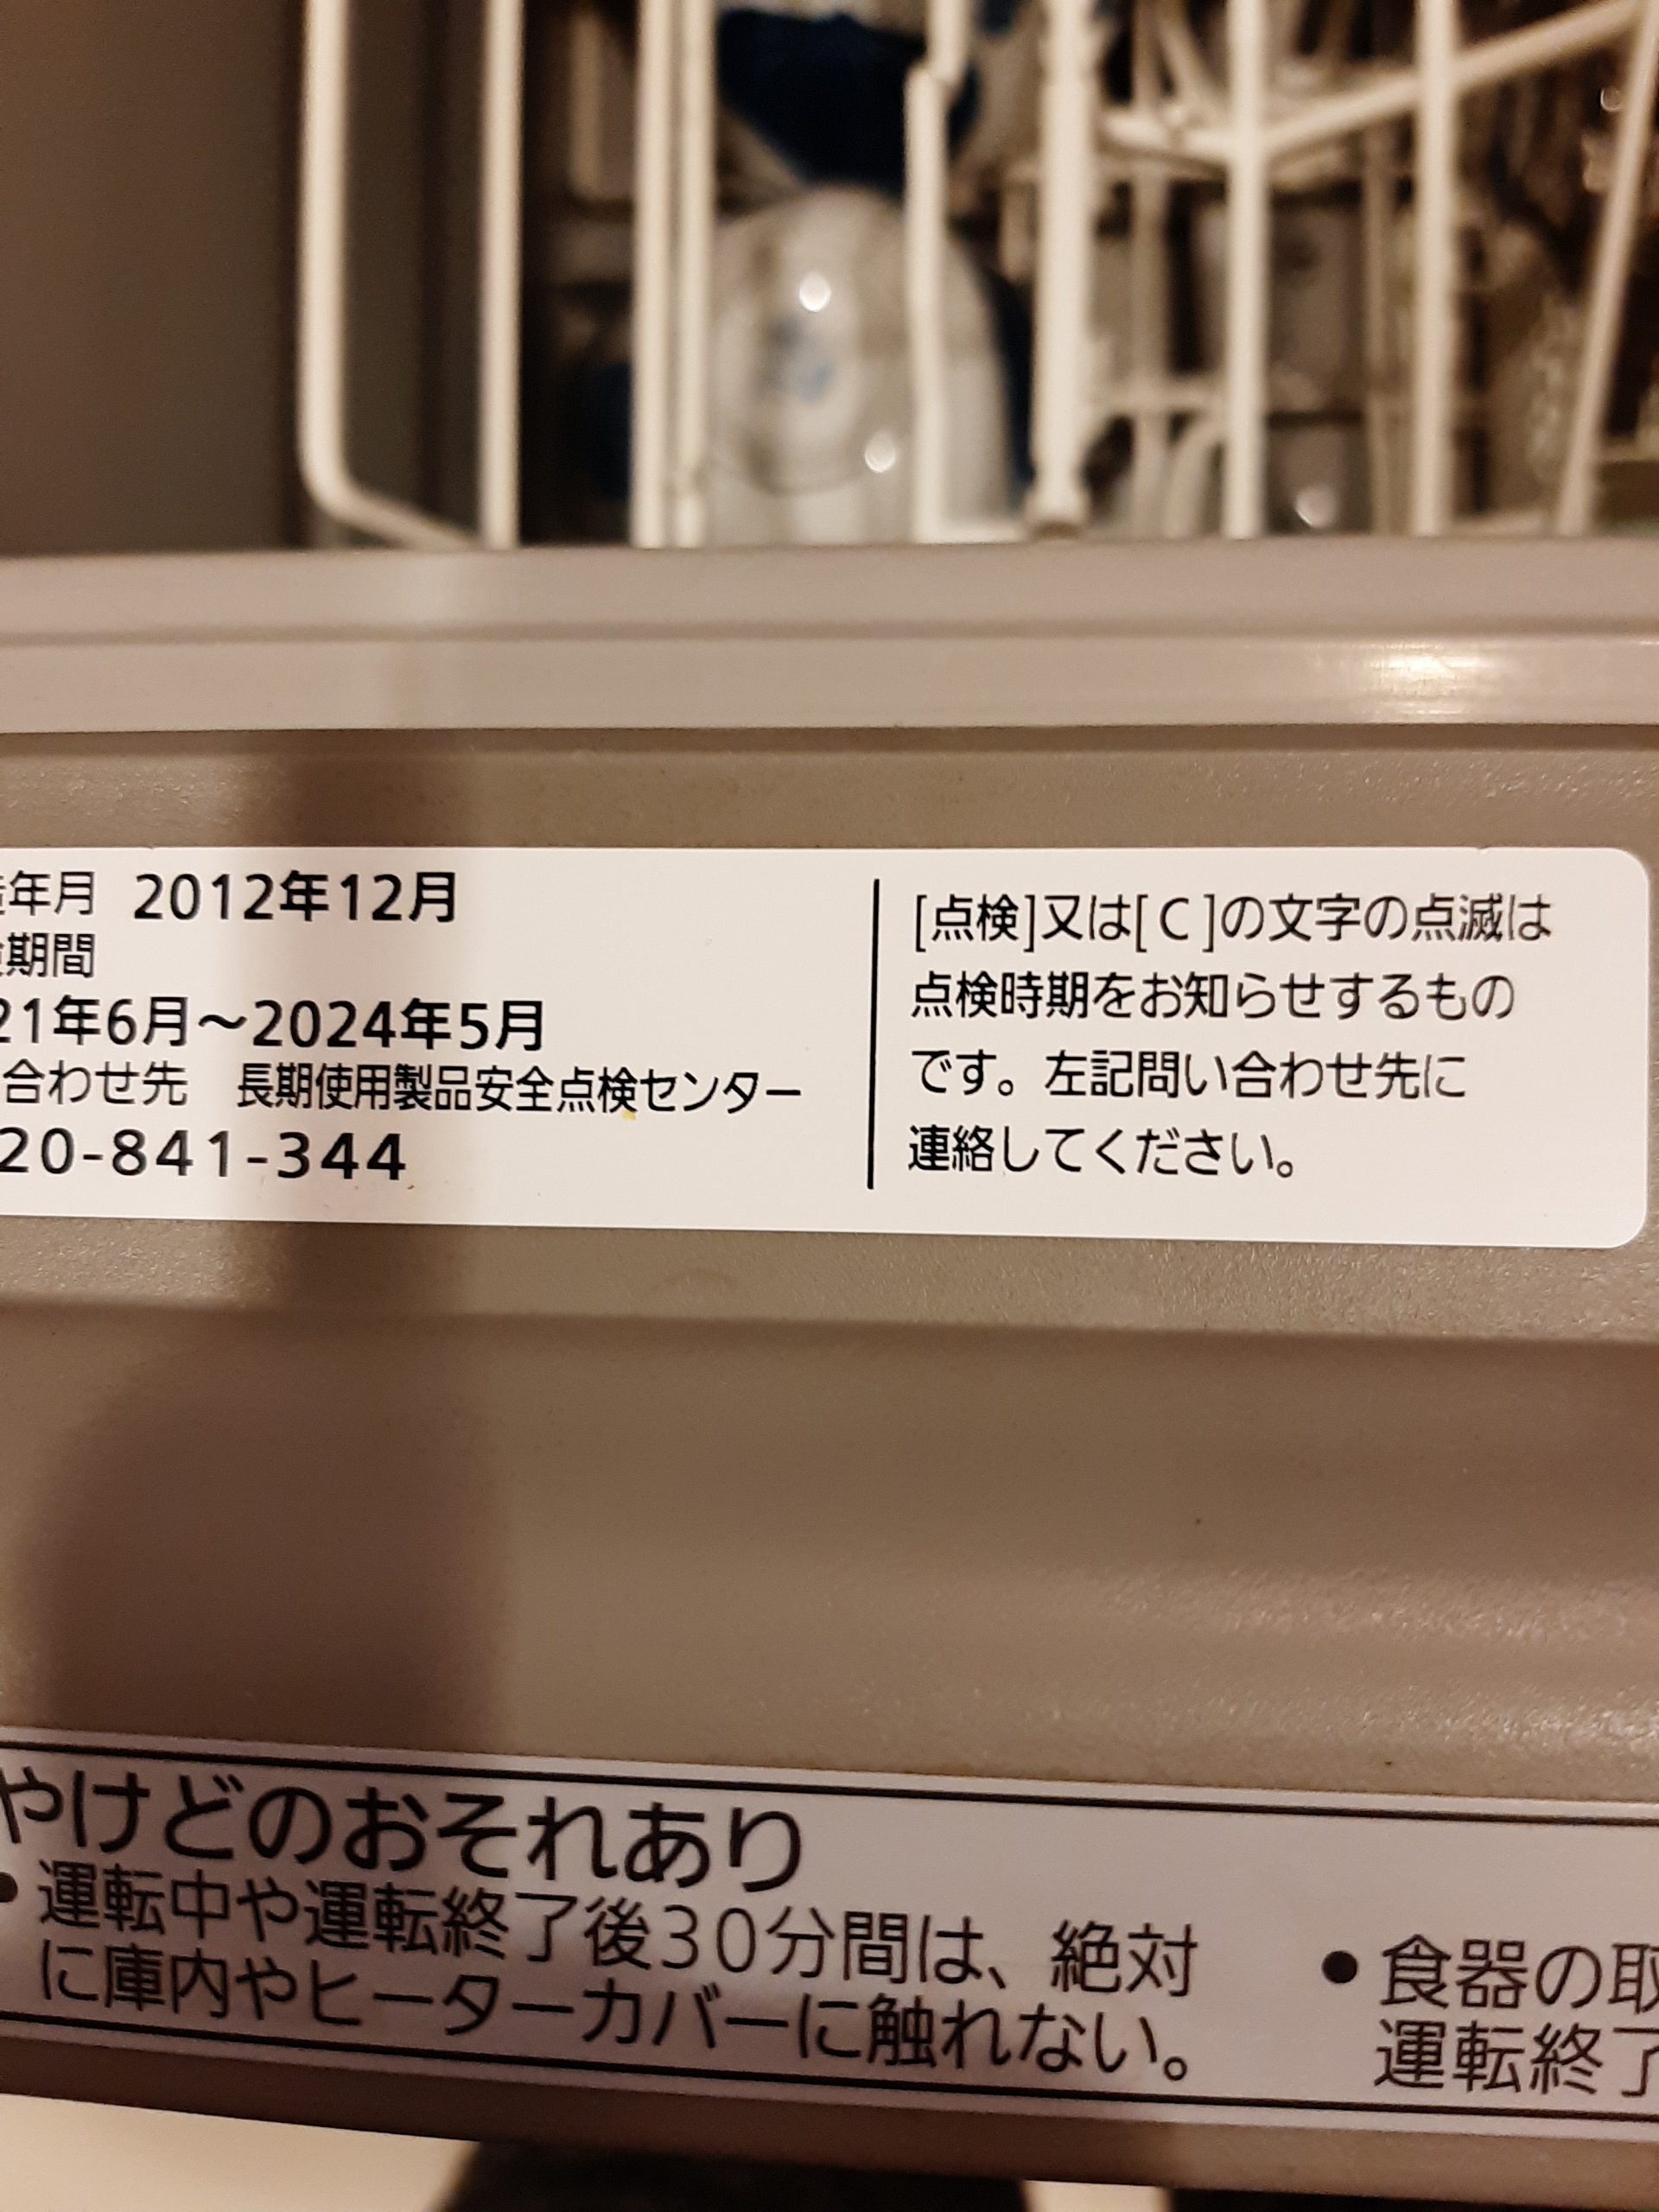 年月 2012年12月
期間
21年6月～2024年5月
合わせ先 長期使用製品安全点検センター
20-841-344
[点検]又は[C]の文字の点滅は
点検時期をお知らせするもの
です。左記問い合わせ先に
連絡してください。
やけどのおそれあり
• 運転中や運転終了後30分間は、絶対
に庫内やヒーターカバーに触れない。
• 食器の取
運転終了